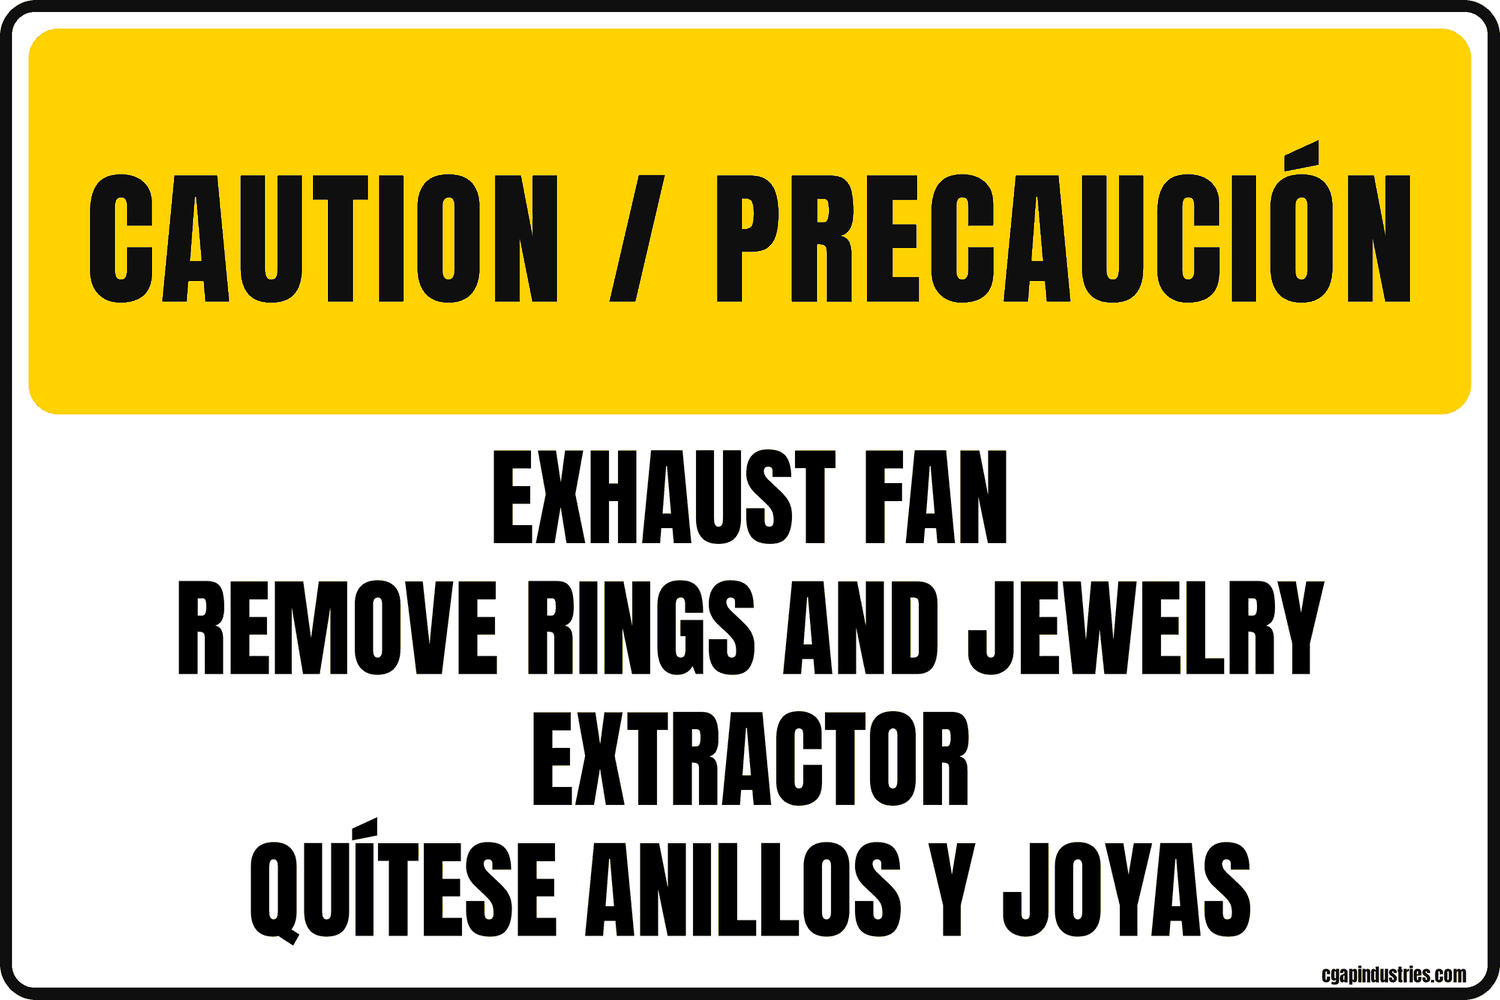 CAUTION / PRECAUCIÓN
EXHAUST FAN
REMOVE RINGS AND JEWELRY
EXTRACTOR
QUÍTESE ANILLOS Y JOYAS
cgapindustries.com